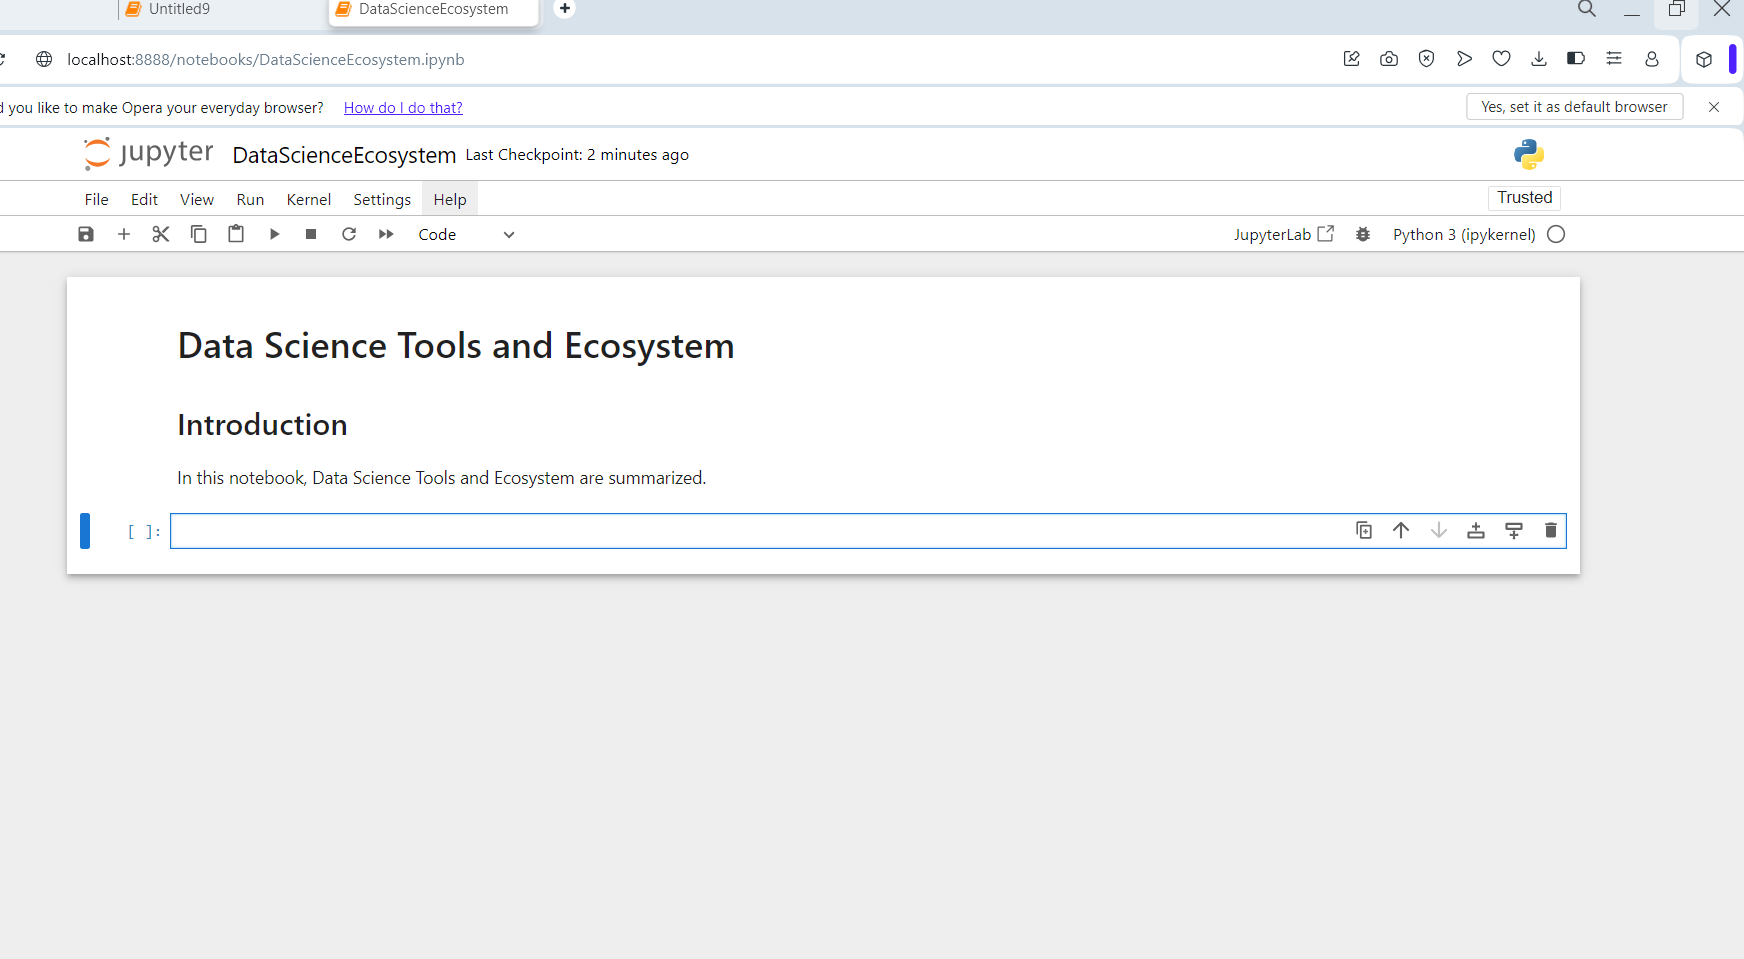 Untitled9
DataScienceEcosystem
localhost:8888/notebooks/DataScienceEcosystem.ipynb
you like to make Opera your everyday browser? How do I do that?
Yes, set it as default browser
jupyter DataScienceEcosystem Last Checkpoint: 2 minutes ago
File Edit View Run Kernel Settings Help
Trusted
Code
JupyterLab
Python 3 (ipykernel)
Data Science Tools and Ecosystem
Introduction
In this notebook, Data Science Tools and Ecosystem are summarized.
[ ]: